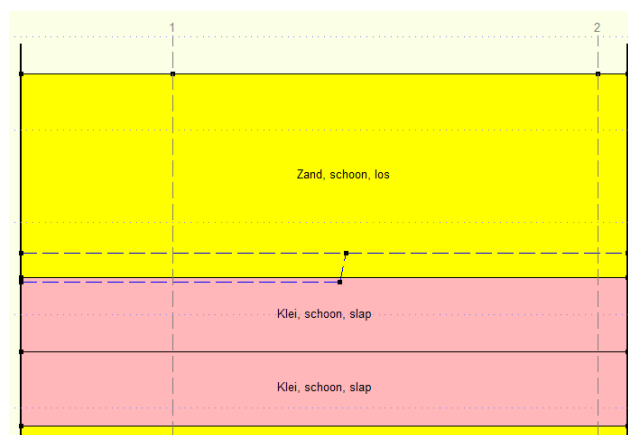 1
2
Zand, schoon, los
Klei, schoon, slap
Klei, schoon, slap